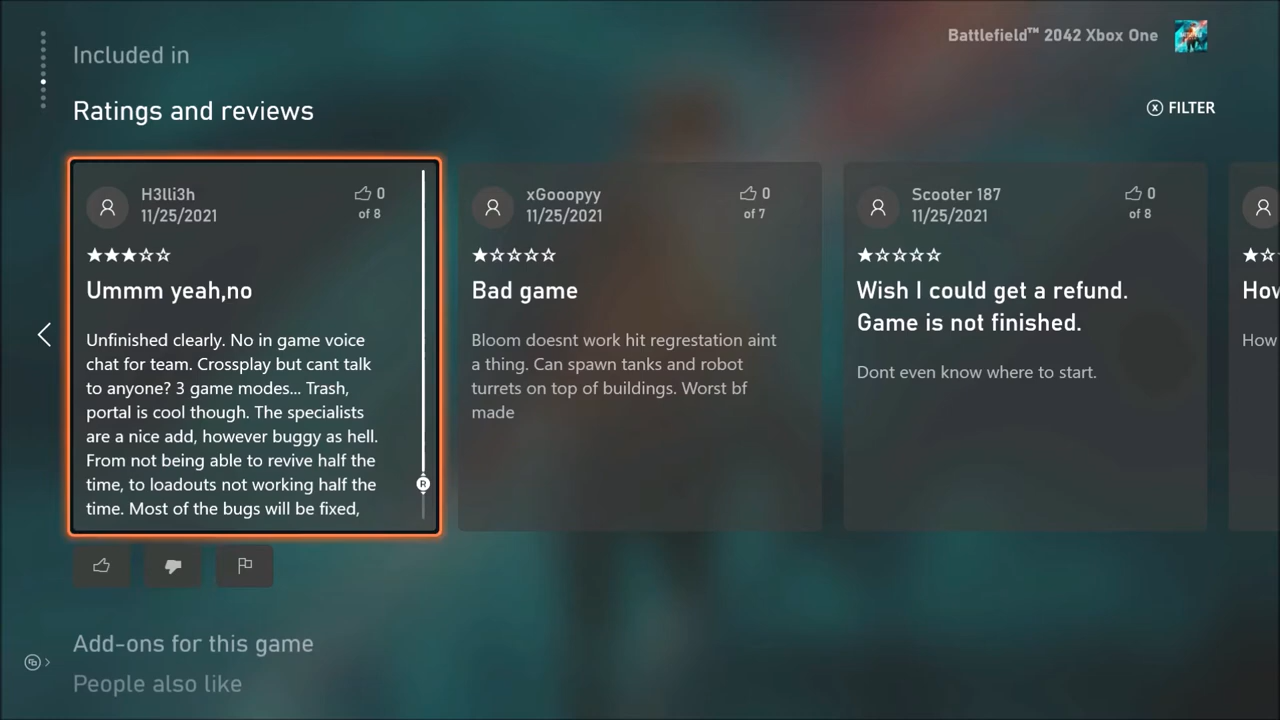 Battlefield™ 2042 Xbox One
Included in
Ratings and reviews
X FILTER
H3lli3h
11/25/2021
0
of 8
★★★☆☆
Ummm yeah,no
Unfinished clearly. No in game voice
chat for team. Crossplay but cant talk
to anyone? 3 game modes... Trash,
portal is cool though. The specialists
are a nice add, however buggy as hell.
From not being able to revive half the
time, to loadouts not working half the
time. Most of the bugs will be fixed,
R
xGooopyy
11/25/2021
0
of 7
★☆☆☆☆
Bad game
Bloom doesnt work hit regrestation aint
a thing. Can spawn tanks and robot
turrets on top of buildings. Worst bf
made
Scooter 187
11/25/2021
0
of 8
★☆☆☆☆
Wish I could get a refund.
Game is not finished.
Dont even know where to start.
How
How
Add-ons for this game
People also like